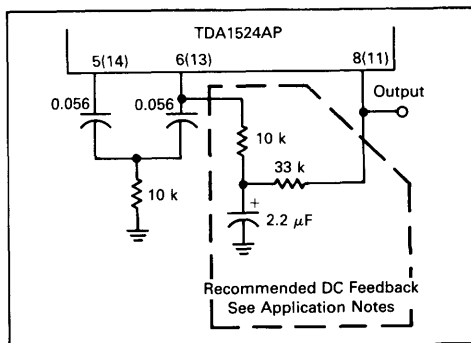 TDA1524AP
5(14) 6(13) 8(11)
0.056 0.056 Output
10 k
33 k
10 k
+
2.2 μF
Recommended DC Feedback
See Application Notes